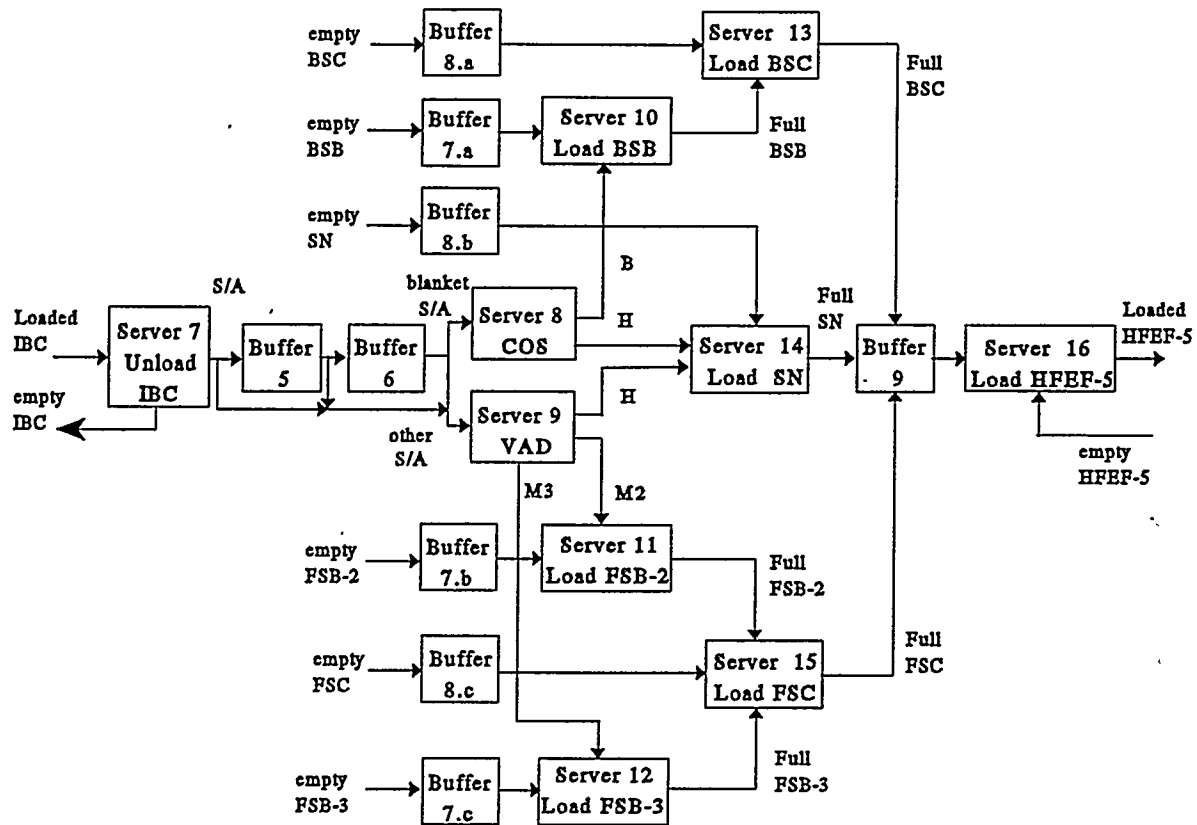 empty
BSC
Buffer
8.a
Server 13
Load BSC
Full
BSC
empty
BSB
Buffer
7.a
Server 10
Load BSB
Full
BSB
empty
SN
Buffer
8.b
B
S/A
blanket
S/A
Loaded
IBC
Server 7
Unload
IBC
empty
IBC
Buffer
5
Buffer
6
Server 8
COS
H
Server 14
Load SN
Full
SN
Buffer
9
Server 16
Load HFEF-5
Loaded
HFEF-5
empty
HFEF-5
other
S/A
Server 9
VAD
H
M3
M2
empty
FSB-2
Buffer
7.b
Server 11
Load FSB-2
Full
FSB-2
empty
FSC
Buffer
8.c
Server 15
Load FSC
Full
FSC
empty
FSB-3
Buffer
7.c
Server 12
Load FSB-3
Full
FSB-3